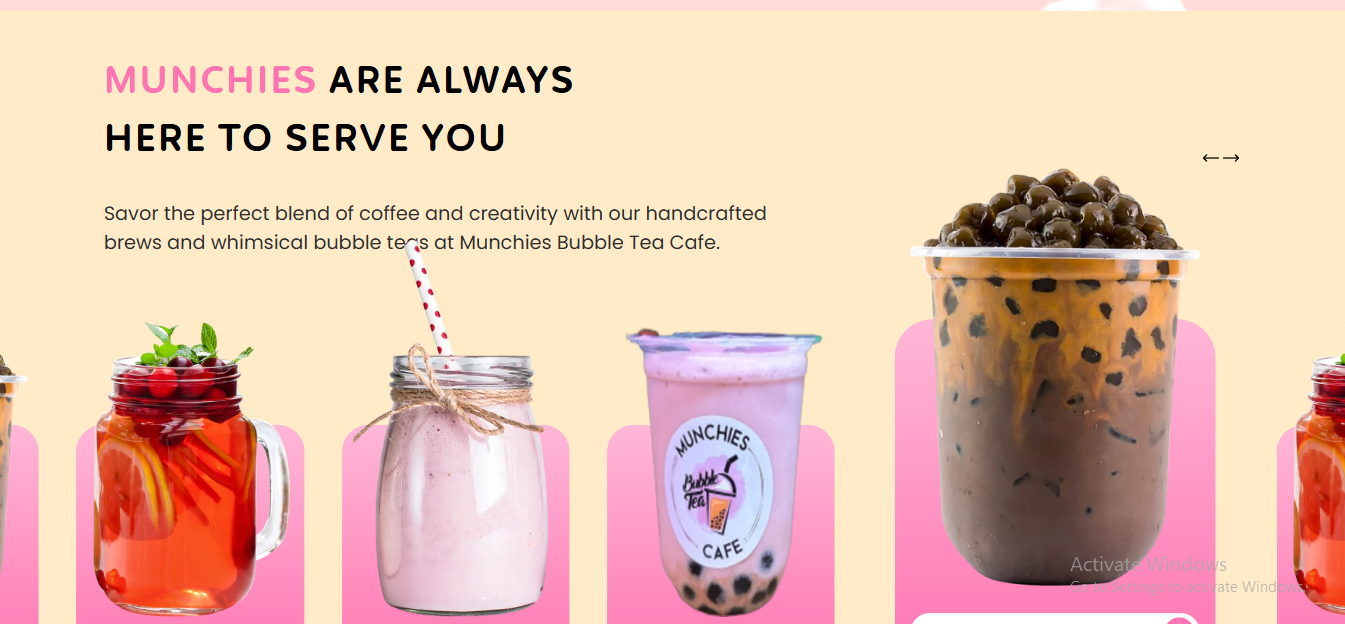 MUNCHIES ARE ALWAYS
HERE TO SERVE YOU
Savor the perfect blend of coffee and creativity with our handcrafted
brews and whimsical bubble teas at Munchies Bubble Tea Cafe.
MUNCHIES
Bubble
Tea
CAFE
Activate Windows
Go to Settings to activate Windows.